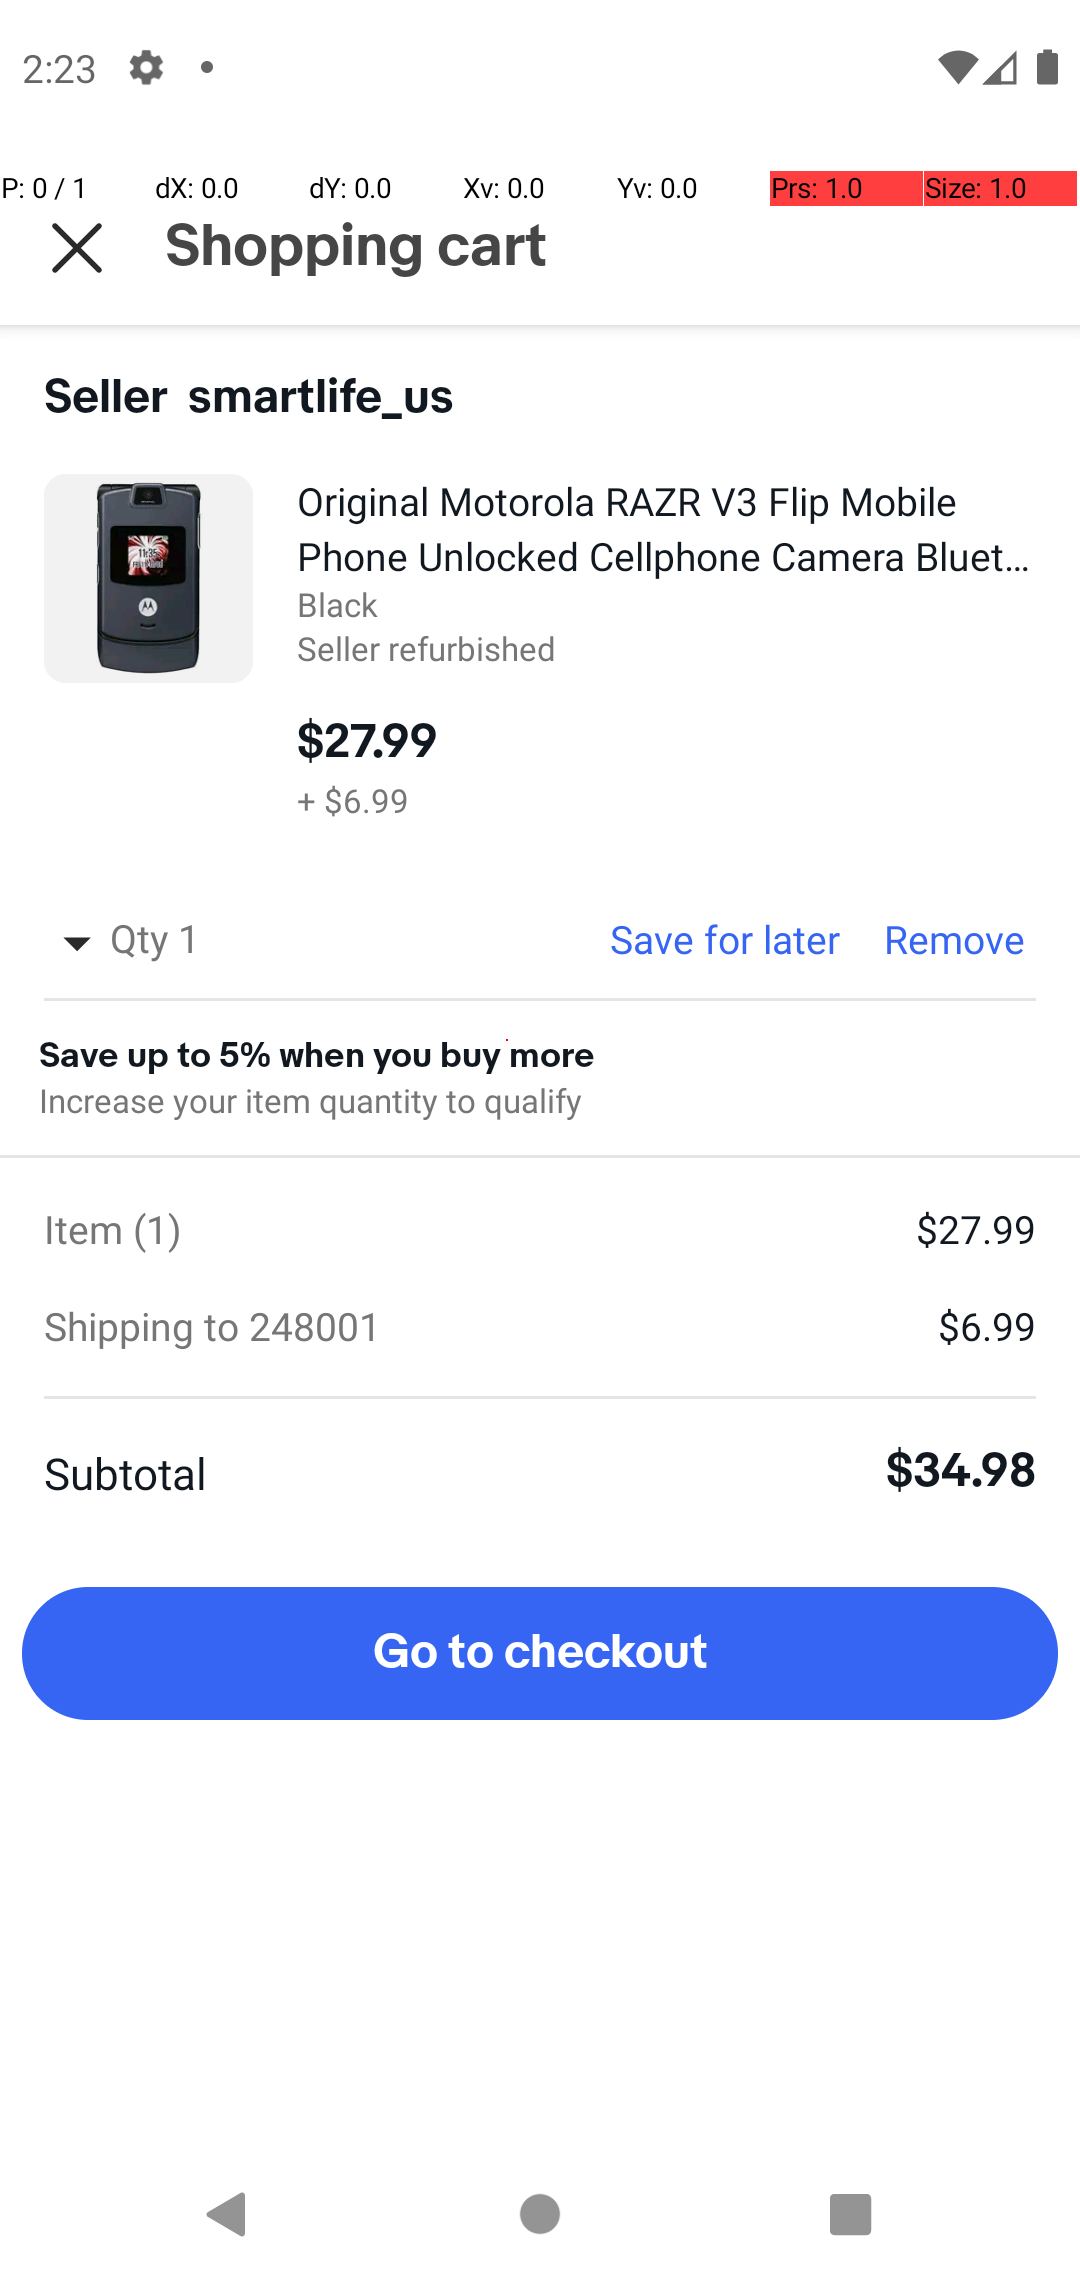 2:23
P: 0 / 1 dX: 0.0 dY: 0.0 Xv: 0.0 Yv: 0.0 Prs: 1.0 Size: 1.0
Shopping cart
Seller smartlife_us
Original Motorola RAZR V3 Flip Mobile
Phone Unlocked Cellphone Camera Bluet...
Black
Seller refurbished
$27.99
+ $6.99
Qty 1 Save for later Remove
Save up to 5% when you buy more
Increase your item quantity to qualify
Item (1) $27.99
Shipping to 248001 $6.99
Subtotal $34.98
Go to checkout